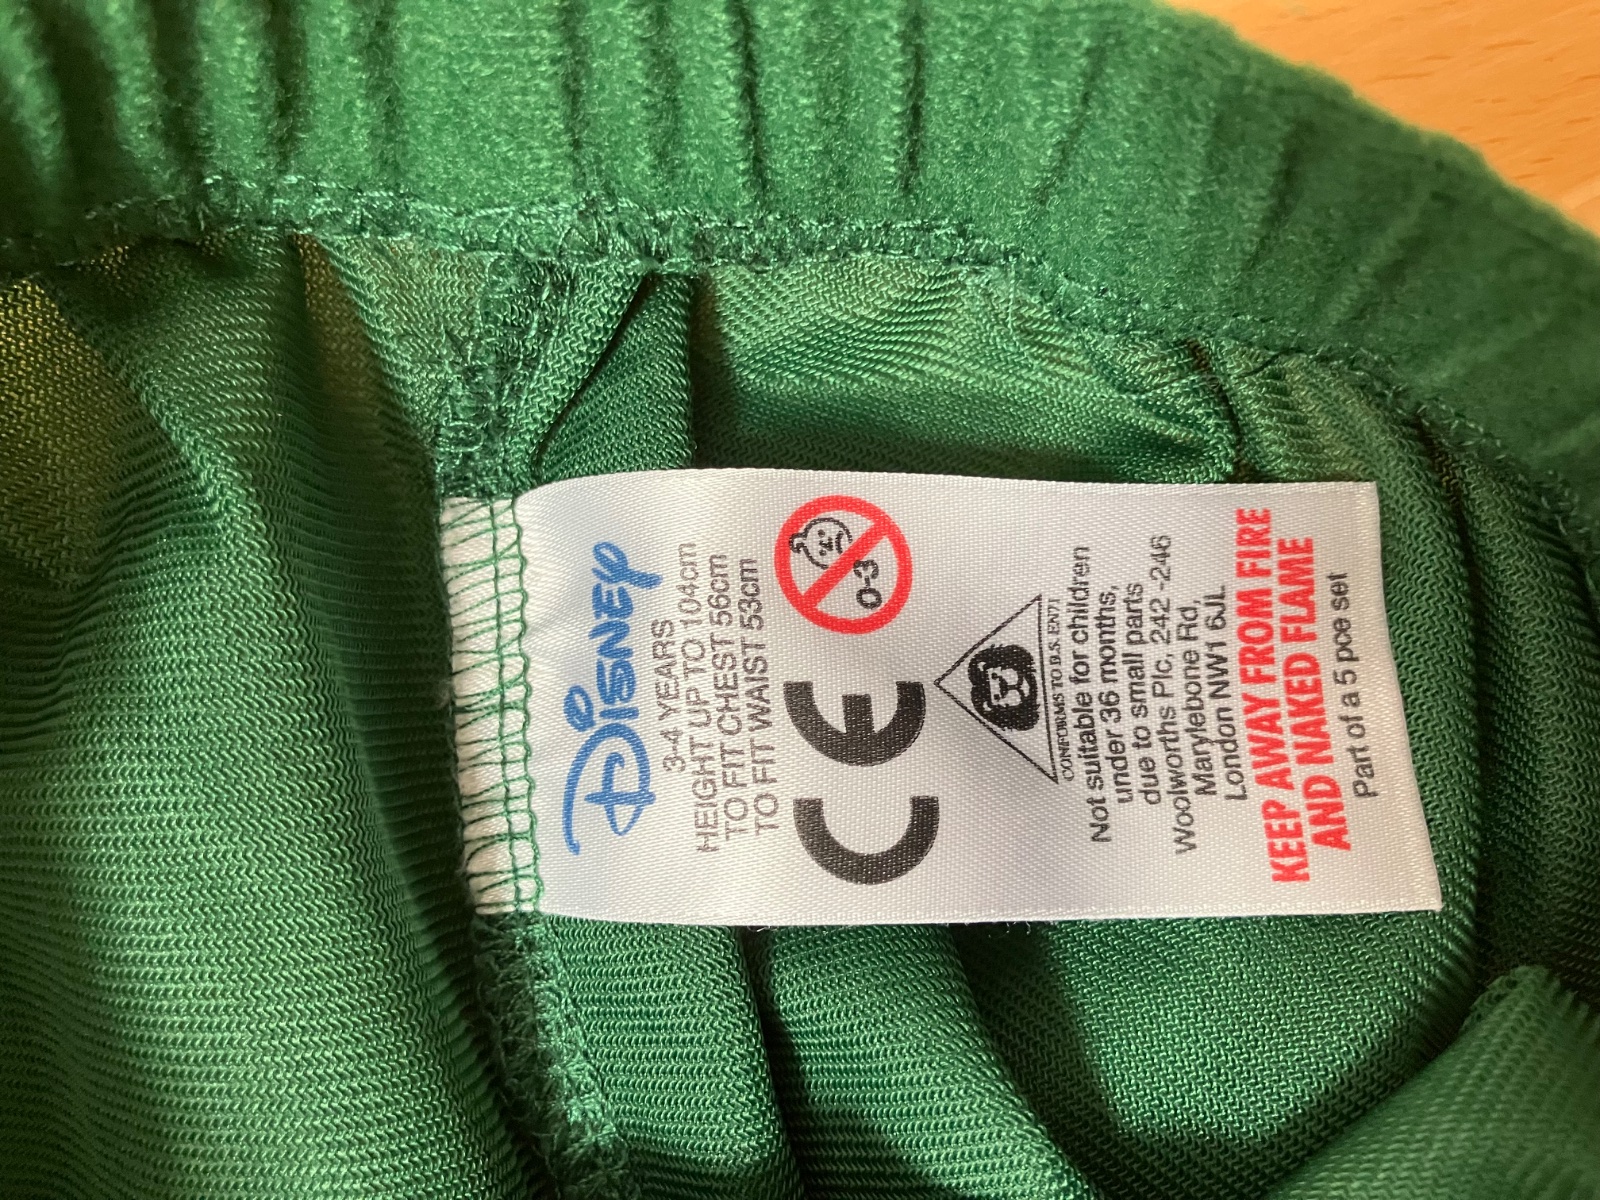 Disney
3-4 YEARS
HEIGHT UP TO 104cm
TO FIT CHEST 56cm
TO FIT WAIST 53cm
0-3
CE
CONFORMS TO B.S. EN71
Not suitable for children
under 36 months,
due to small parts
Woolworths Plc, 242-246
Marylebone Rd,
London NW1 6JL
KEEP AWAY FROM FIRE
AND NAKED FLAME
Part of a 5 pce set